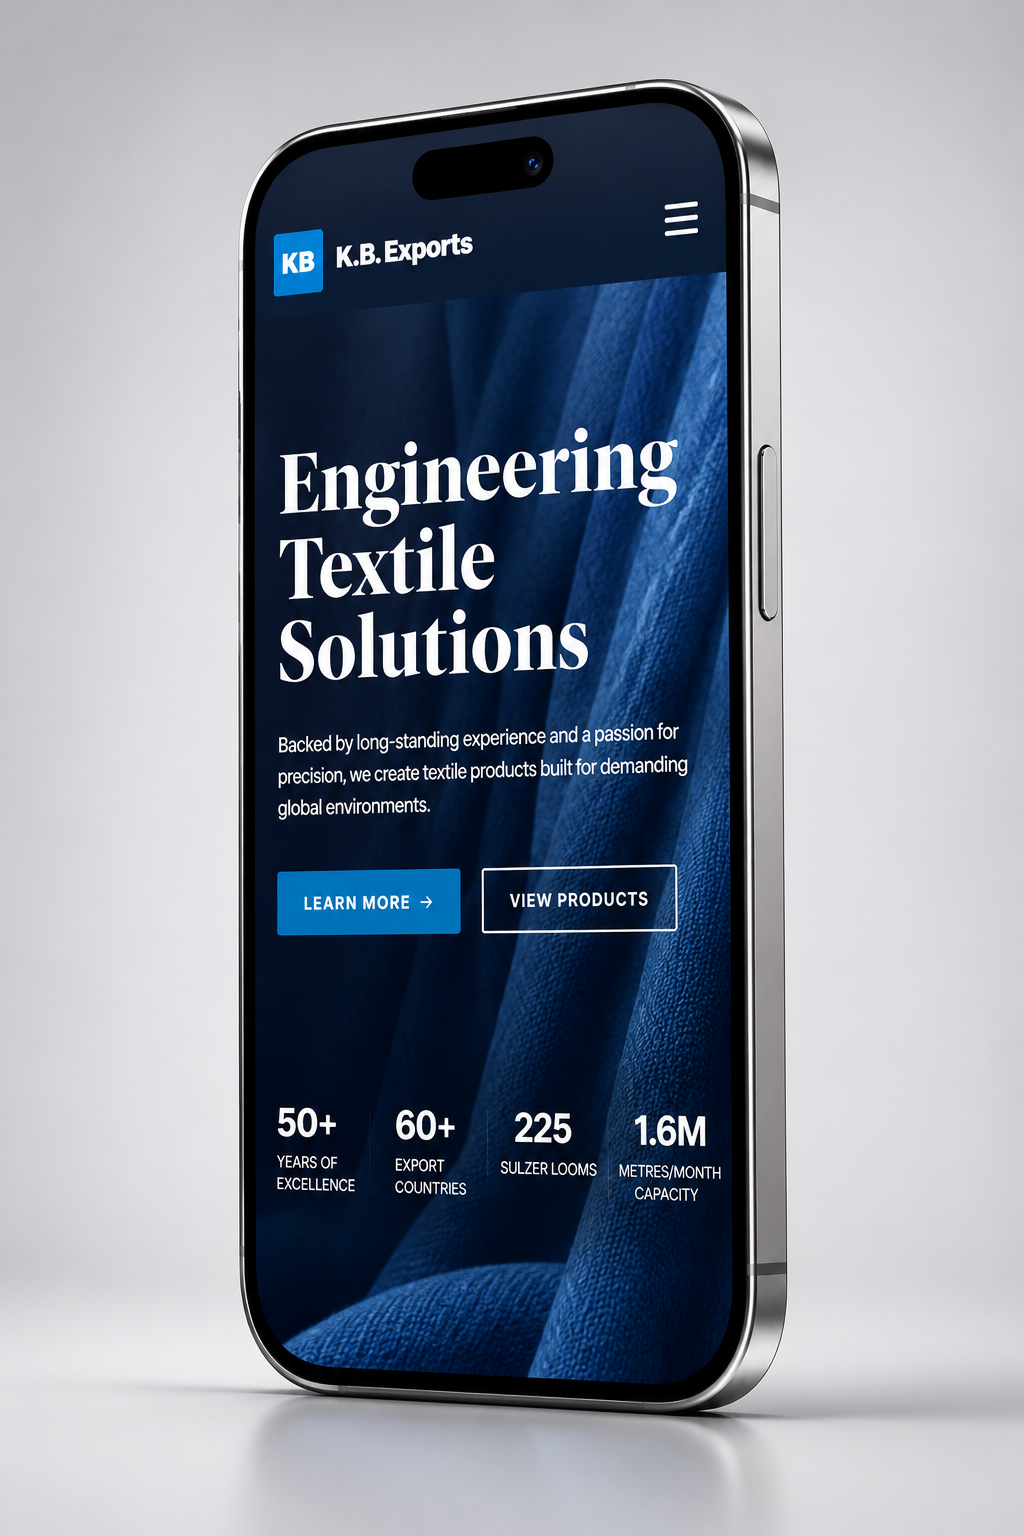 KB
K.B. Exports
Engineering
Textile
Solutions
Backed by long-standing experience and a passion for
precision, we create textile products built for demanding
global environments.
LEARN MORE →
VIEW PRODUCTS
50+
YEARS OF
EXCELLENCE
60+
EXPORT
COUNTRIES
225
SULZER LOOMS
1.6M
METRES/MONTH
CAPACITY